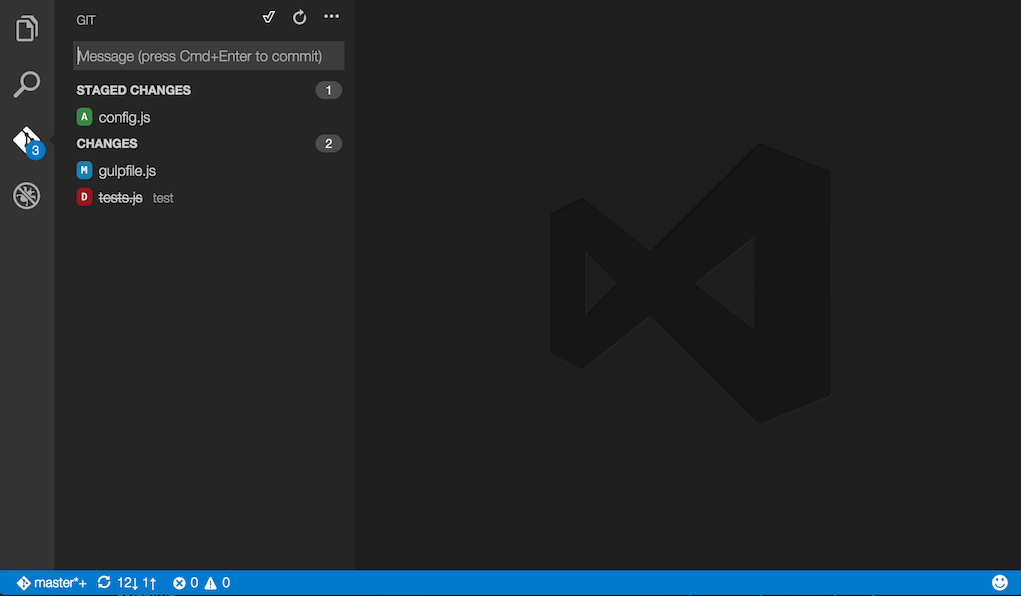 GIT
Message (press Cmd+Enter to commit)
STAGED CHANGES 1
A config.js
CHANGES 2
M gulpfile.js
D tests.js test
3
master*+ 12↓ 1↑ 0 0